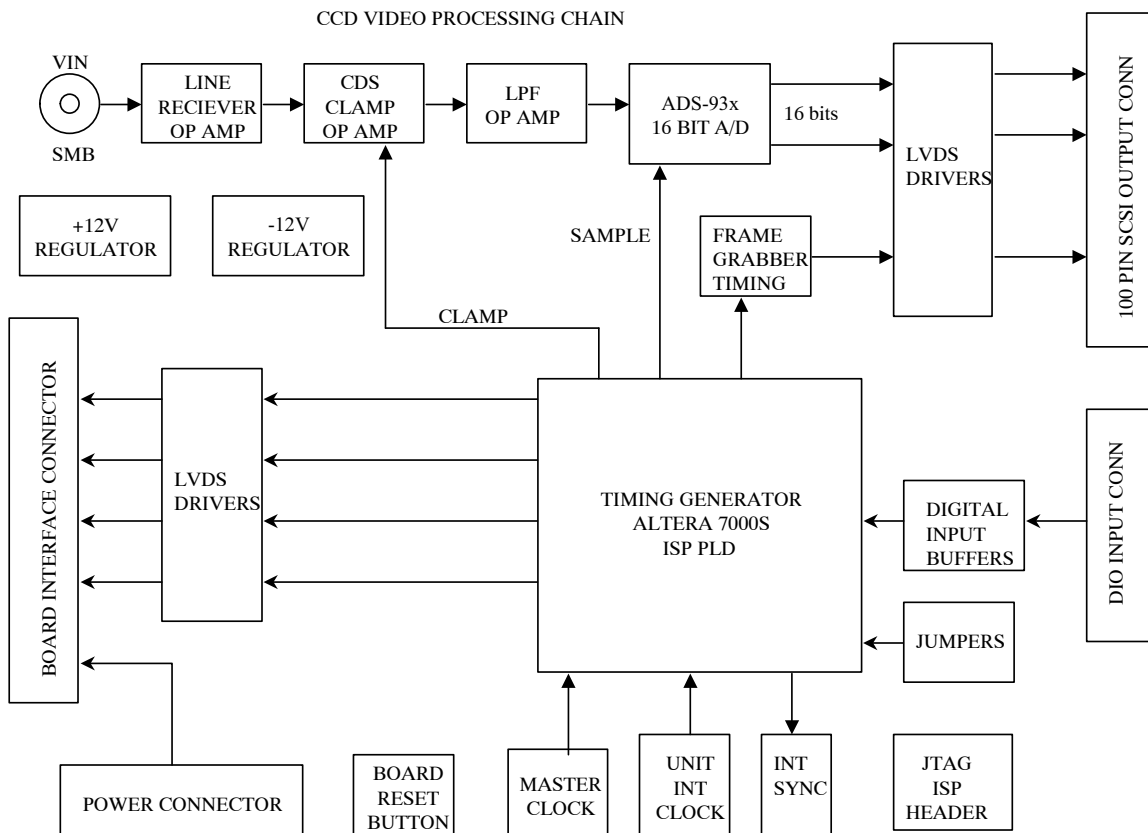 CCD VIDEO PROCESSING CHAIN
VIN
SMB
LINE
RECIEVER
OP AMP
CDS
CLAMP
OP AMP
LPF
OP AMP
ADS-93x
16 BIT A/D
16 bits
LVDS
DRIVERS
100 PIN SCSI OUTPUT CONN
+12V
REGULATOR
-12V
REGULATOR
SAMPLE
FRAME
GRABBER
TIMING
CLAMP
BOARD INTERFACE CONNECTOR
LVDS
DRIVERS
TIMING GENERATOR
ALTERA 7000S
ISP PLD
DIGITAL
INPUT
BUFFERS
DIO INPUT CONN
JUMPERS
POWER CONNECTOR
BOARD
RESET
BUTTON
MASTER
CLOCK
UNIT
INT
CLOCK
INT
SYNC
JTAG
ISP
HEADER